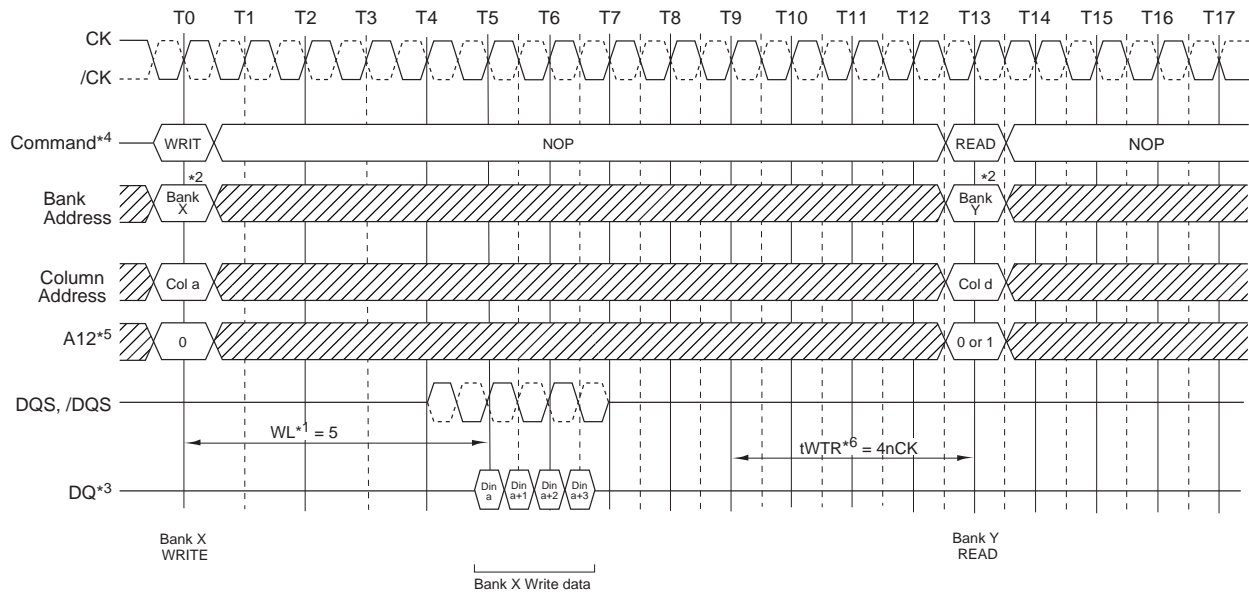 T0 T1 T2 T3 T4 T5 T6 T7 T8 T9 T10 T11 T12 T13 T14 T15 T16 T17
CK
/CK
Command*4 WRIT NOP READ NOP
Bank Address Bank X *2 Bank Y *2
Column Address Col a Col d
A12*5 0 0 or 1
DQS, /DQS
WL*1 = 5 tWTR*6 = 4nCK
DQ*3 Din a Din a+1 Din a+2 Din a+3
Bank X WRITE Bank Y READ
Bank X Write data